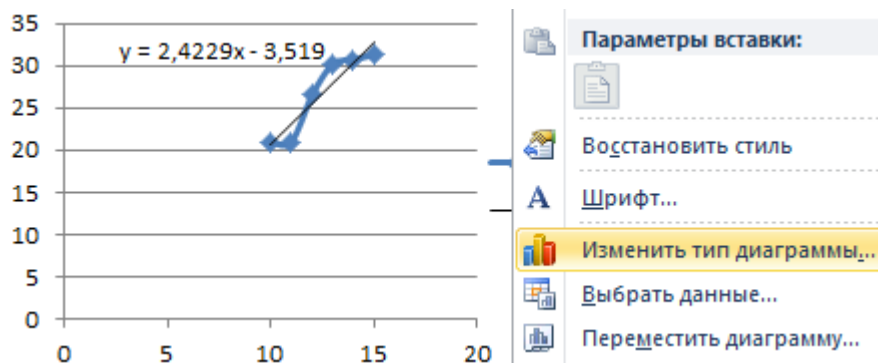 35
30
25
20
15
10
5
0
y = 2,4229x - 3,519
0 5 10 15 20
Параметры вставки:
Восстановить стиль
А Шрифт...
Изменить тип диаграммы...
Выбрать данные...
Переместить диаграмму...